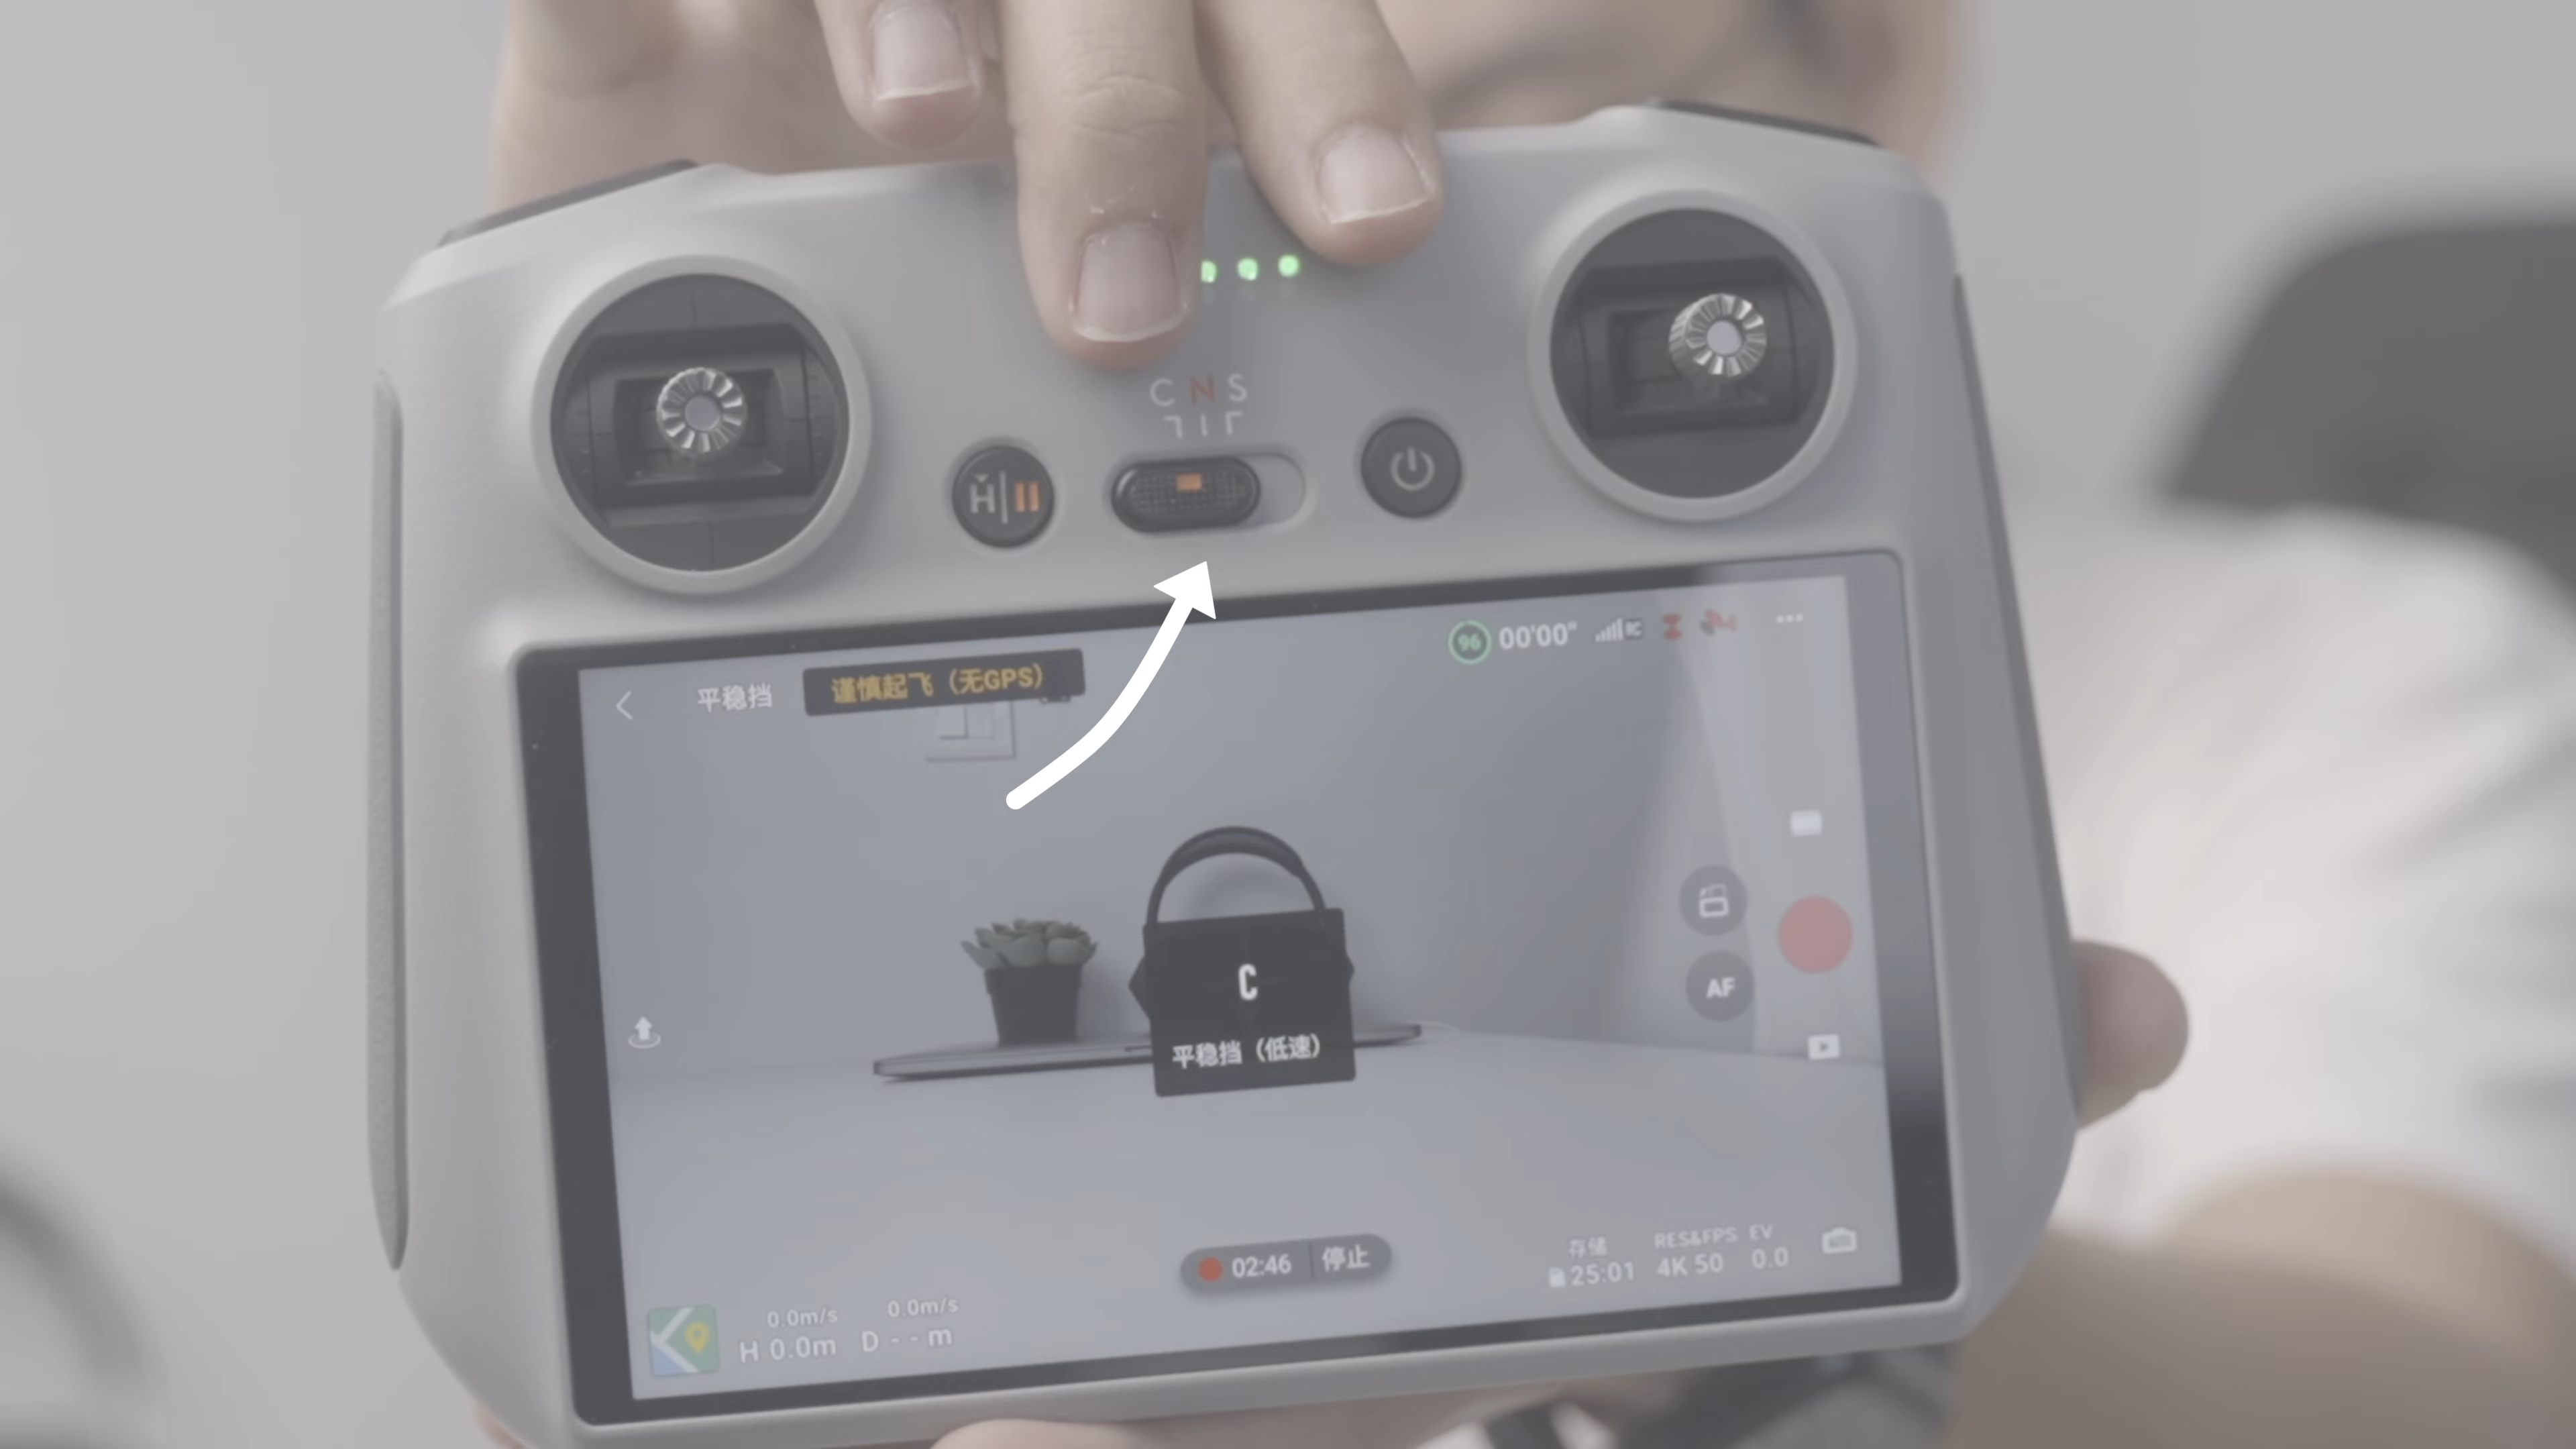 C N S
H
平稳挡
谨慎起飞（无GPS）
96 00'00" RC
AF
C
平稳挡（低速）
02:46 停止
存储 RES&FPS EV
25:01 4K 50 0.0
0.0m/s 0.0m/s
H 0.0m D - - m